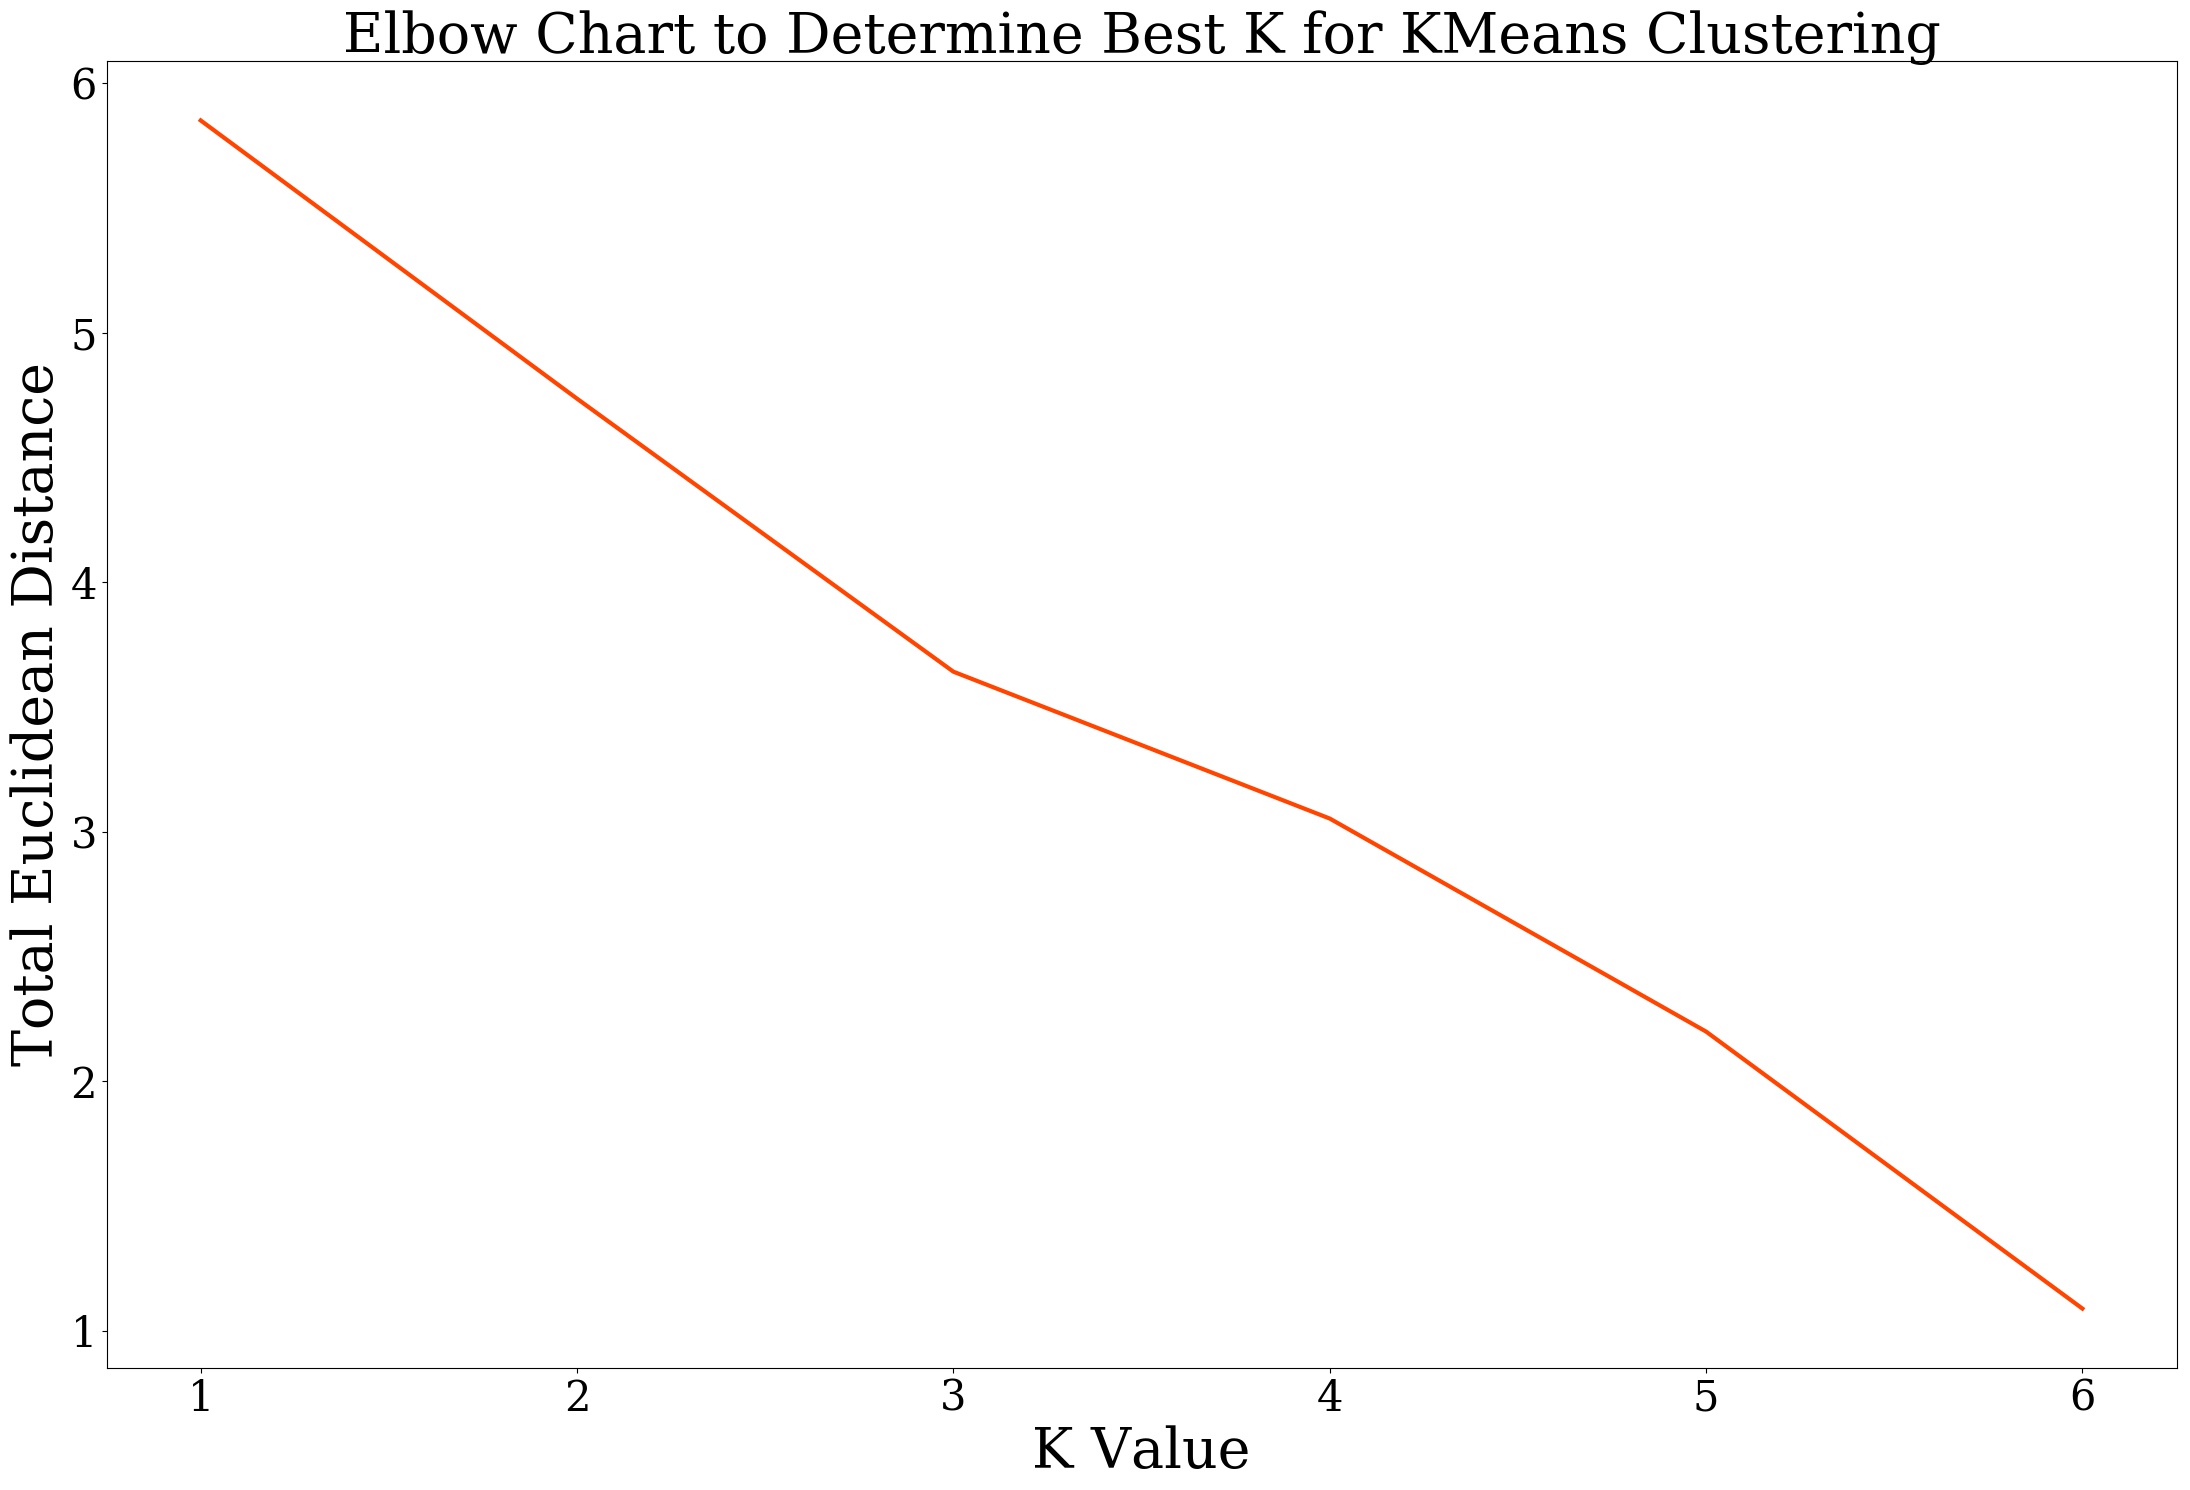 Elbow Chart to Determine Best K for KMeans Clustering
Total Euclidean Distance
6
5
4
3
2
1
1 2 3 4 5 6
K Value